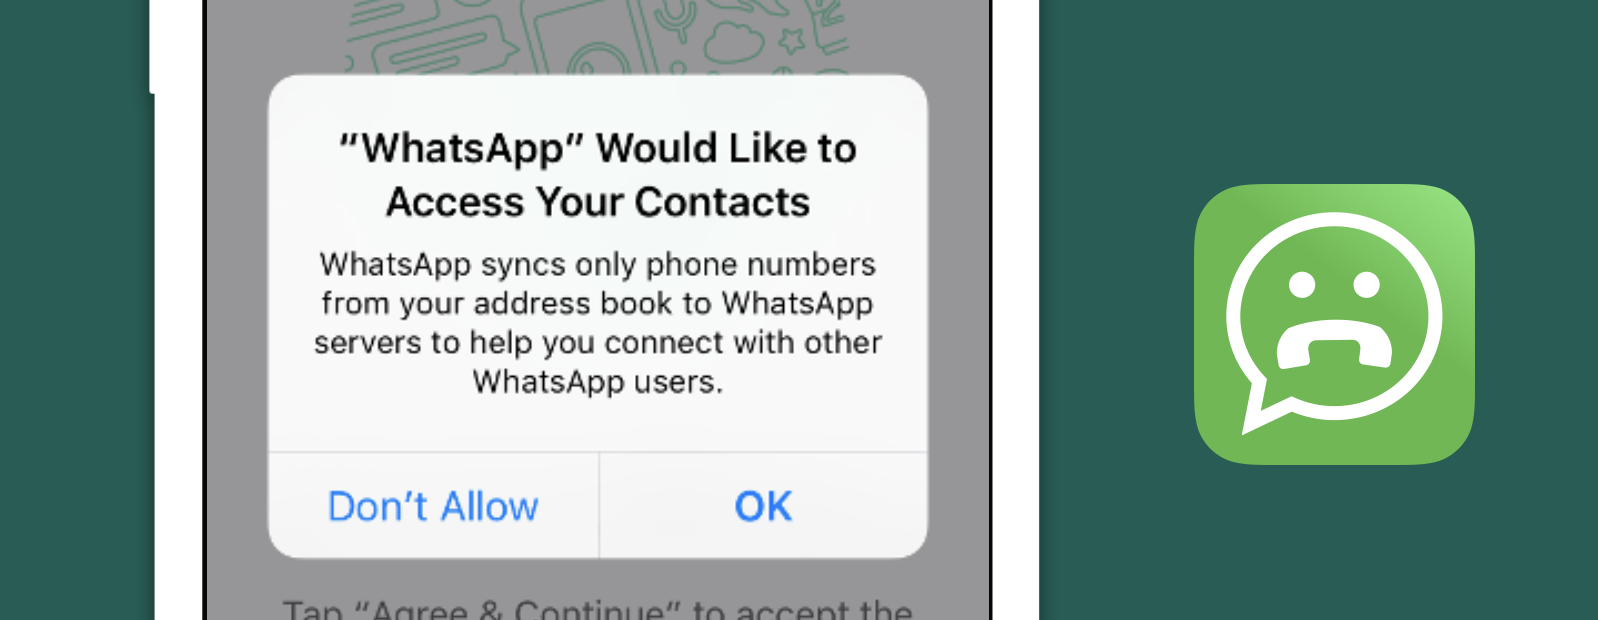 “WhatsApp” Would Like to
Access Your Contacts
WhatsApp syncs only phone numbers
from your address book to WhatsApp
servers to help you connect with other
WhatsApp users.
Don’t Allow
OK
Tap “Agree & Continue” to accept the